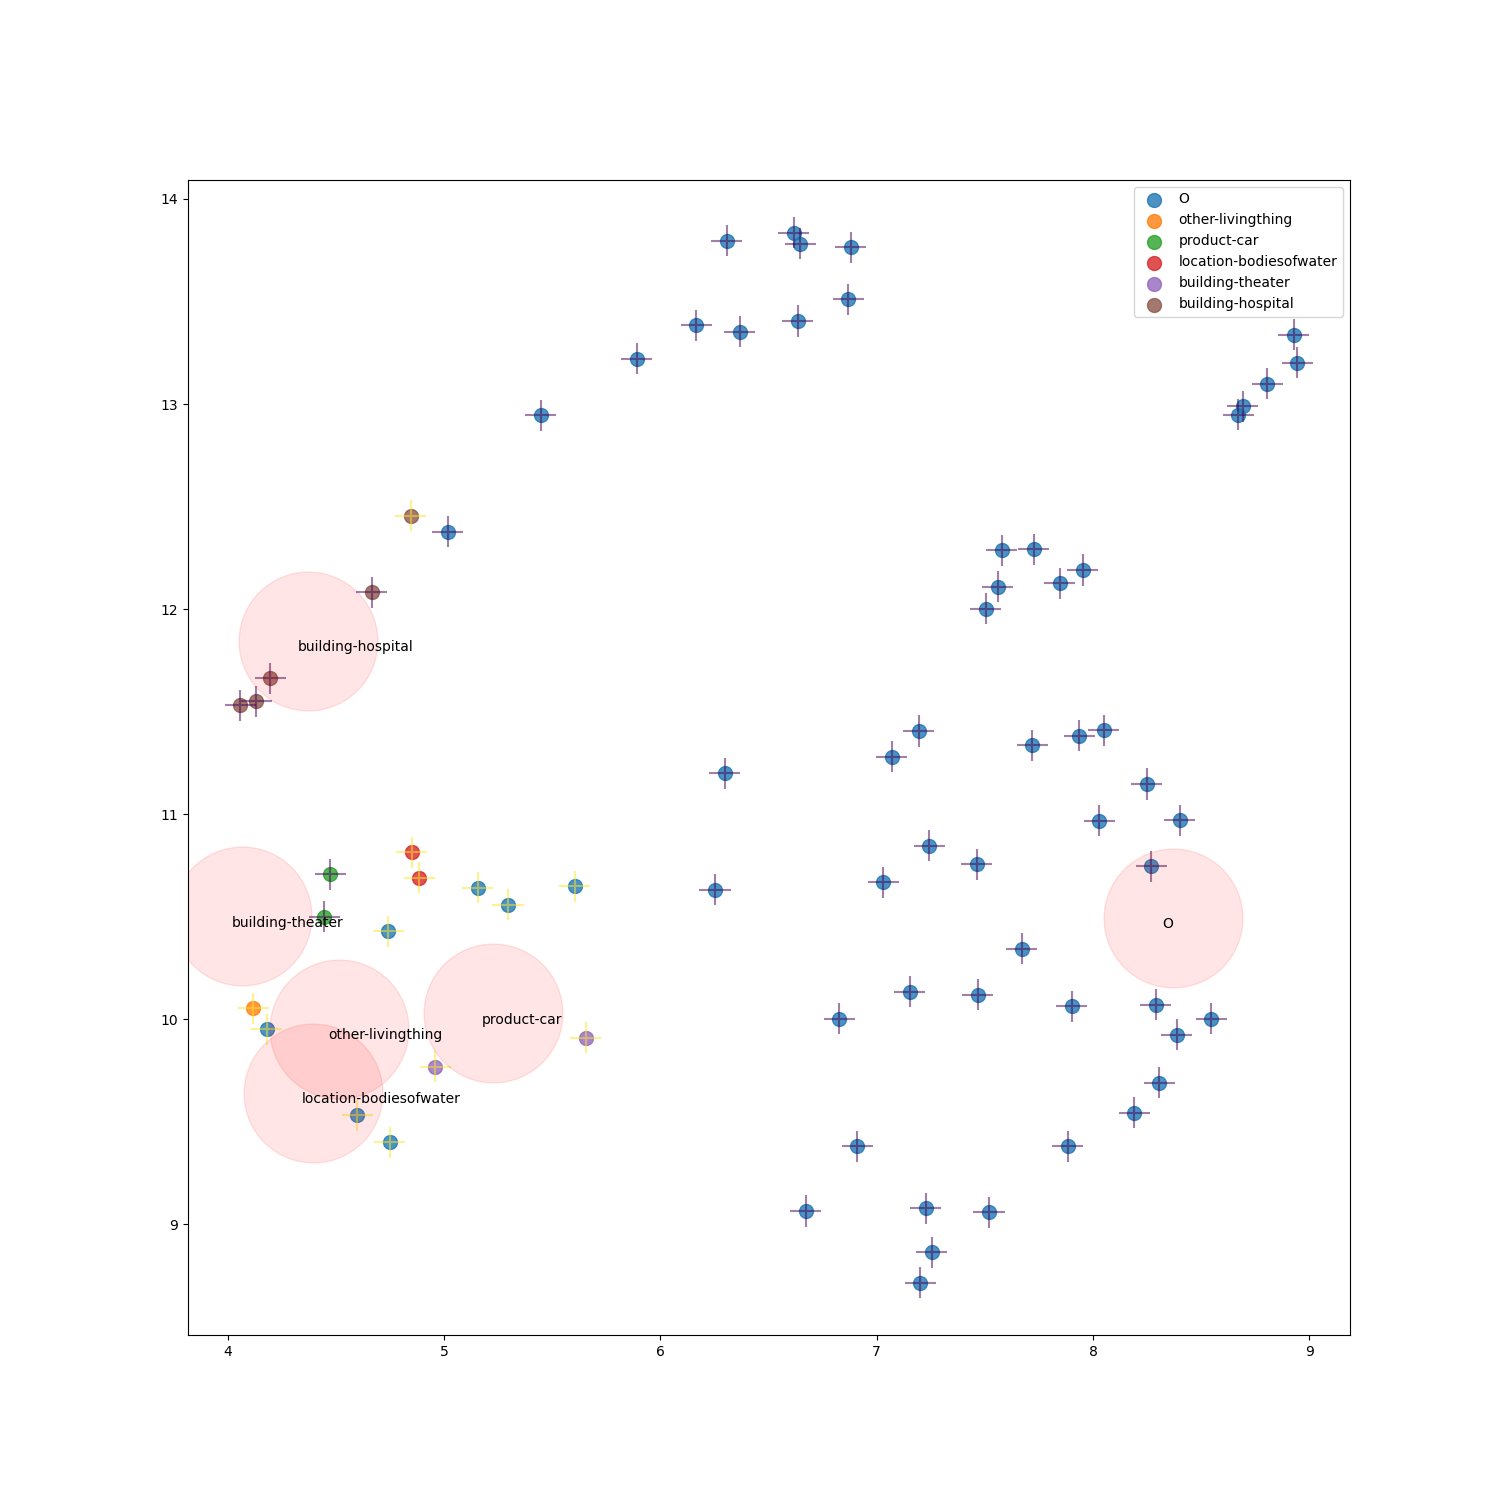 14
13
12
11
10
9
4
5
6
7
8
9
O
other-livingthing
product-car
location-bodiesofwater
building-theater
building-hospital
building-hospital
building-theater
O
product-car
other-livingthing
location-bodiesofwater